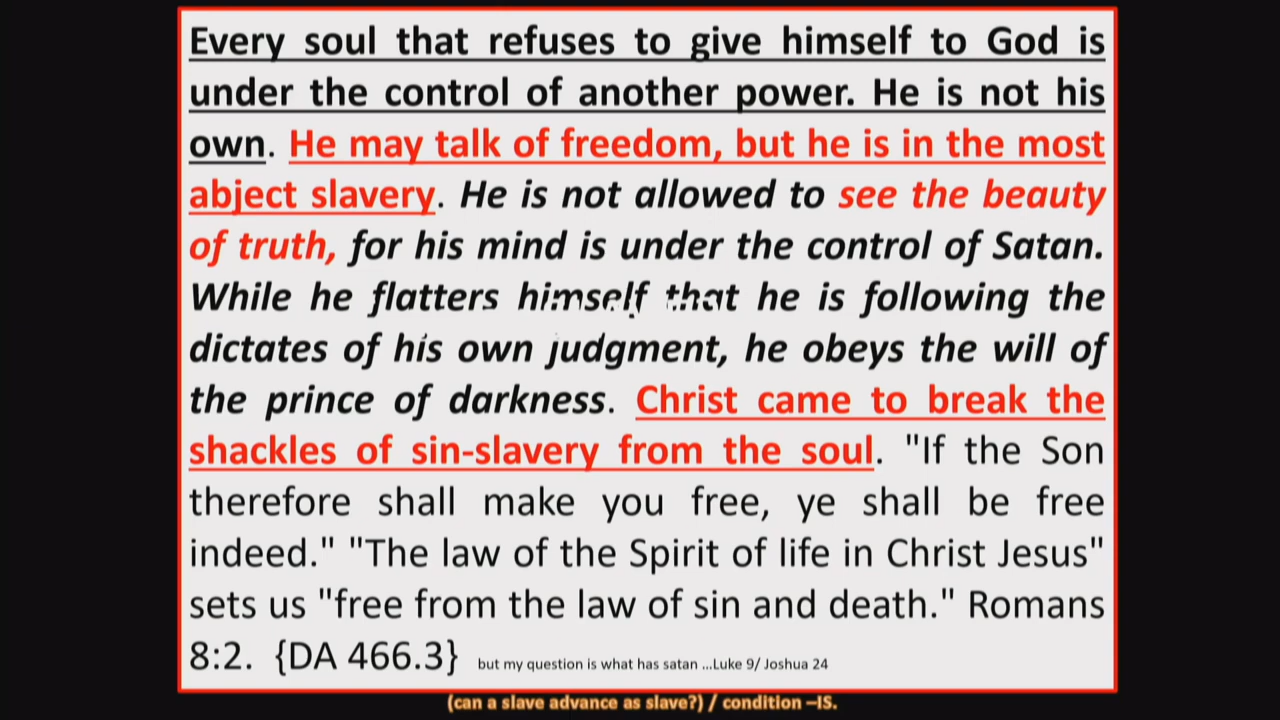 Every soul that refuses to give himself to God is
under the control of another power. He is not his
own. He may talk of freedom, but he is in the most
abject slavery. He is not allowed to see the beauty
of truth, for his mind is under the control of Satan.
While he flatters himself that he is following the
dictates of his own judgment, he obeys the will of
the prince of darkness. Christ came to break the
shackles of sin-slavery from the soul. "If the Son
therefore shall make you free, ye shall be free
indeed." "The law of the Spirit of life in Christ Jesus"
sets us "free from the law of sin and death." Romans
8:2. {DA 466.3} but my question is what has satan ...Luke 9/ Joshua 24
(can a slave advance as slave?) / condition –IS.